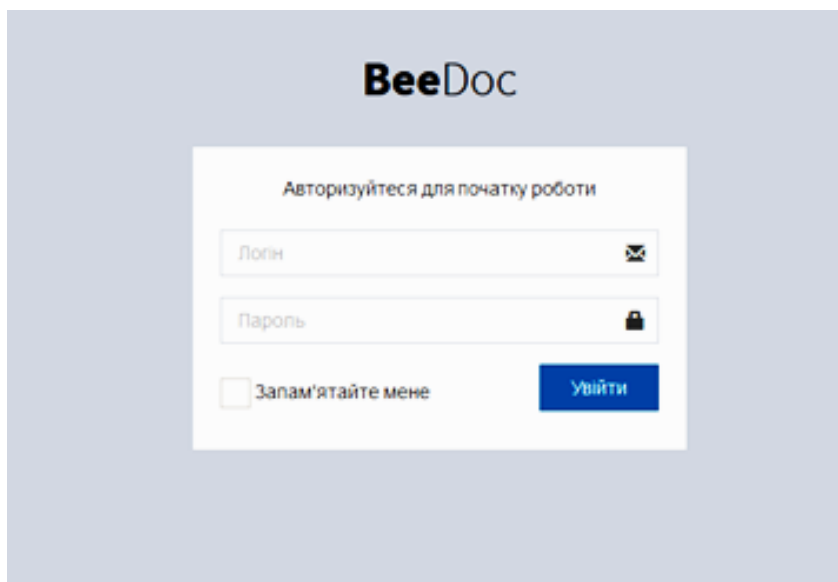 BeeDoc
Авторизуйтеся для початку роботи
Логін
Пароль
Запам'ятайте мене
Увійти